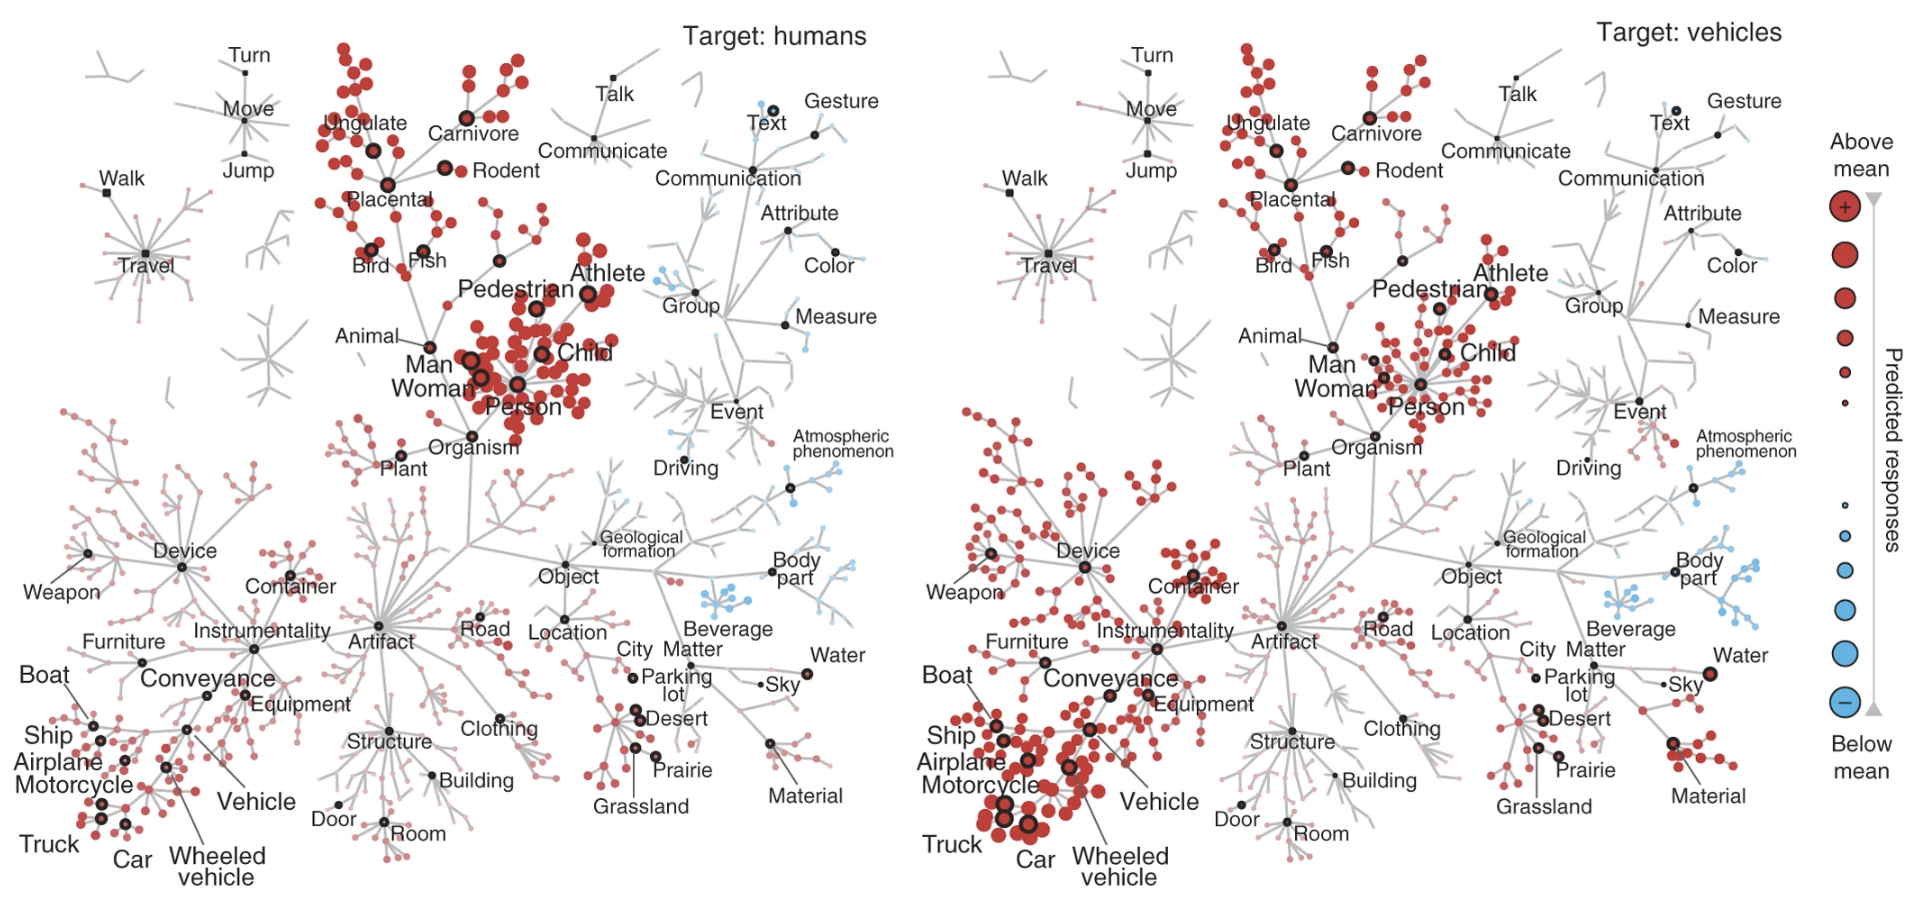 Target: humans
Turn
Move
Jump
Walk
Travel
Ungulate
Carnivore
Rodent
Placental
Bird
Fish
Talk
Communicate
Text
Gesture
Communication
Attribute
Color
Group
Measure
Event
Driving
Athlete
Pedestrian
Animal
Man
Child
Woman
Person
Organism
Plant
Atmospheric
phenomenon
Device
Weapon
Container
Geological
formation
Object
Body
part
Instrumentality
Artifact
Road
Location
Beverage
Furniture
City
Matter
Water
Boat
Conveyance
Parking
lot
Sky
Equipment
Ship
Structure
Clothing
Desert
Airplane
Motorcycle
Building
Prairie
Vehicle
Grassland
Material
Door
Room
Truck
Car
Wheeled
vehicle
Target: vehicles
Turn
Move
Jump
Walk
Travel
Ungulate
Carnivore
Rodent
Placental
Bird
Fish
Talk
Communicate
Text
Gesture
Communication
Attribute
Color
Group
Measure
Event
Driving
Athlete
Pedestrian
Animal
Man
Child
Woman
Person
Organism
Plant
Atmospheric
phenomenon
Device
Weapon
Container
Geological
formation
Object
Body
part
Instrumentality
Artifact
Road
Location
Beverage
Furniture
City
Matter
Water
Boat
Conveyance
Parking
lot
Sky
Equipment
Ship
Structure
Clothing
Desert
Airplane
Motorcycle
Building
Prairie
Vehicle
Grassland
Material
Door
Room
Truck
Car
Wheeled
vehicle
Above
mean
+
Predicted responses
−
Below
mean